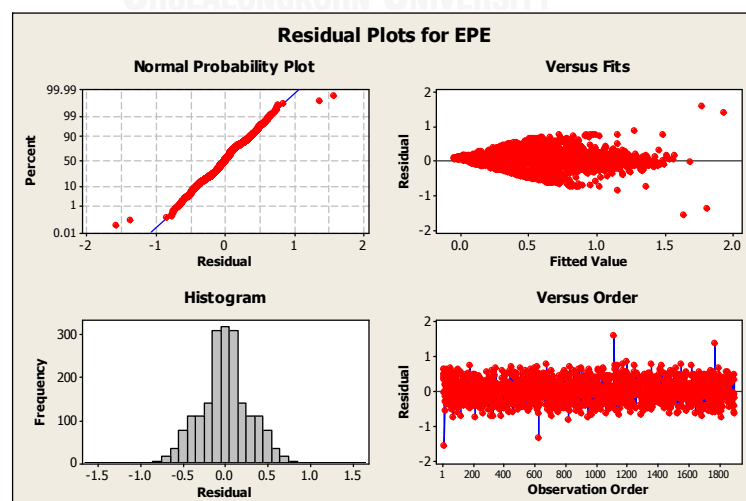 Residual Plots for EPE
Normal Probability Plot
99.99
99
90
50
10
1
0.01
Percent
-2 -1 0 1 2
Residual
Versus Fits
2
1
0
-1
-2
Residual
0.0 0.5 1.0 1.5 2.0
Fitted Value
Histogram
300
200
100
0
Frequency
-1.5 -1.0 -0.5 0.0 0.5 1.0 1.5
Residual
Versus Order
2
1
0
-1
-2
Residual
1 200 400 600 800 1000 1200 1400 1600 1800
Observation Order